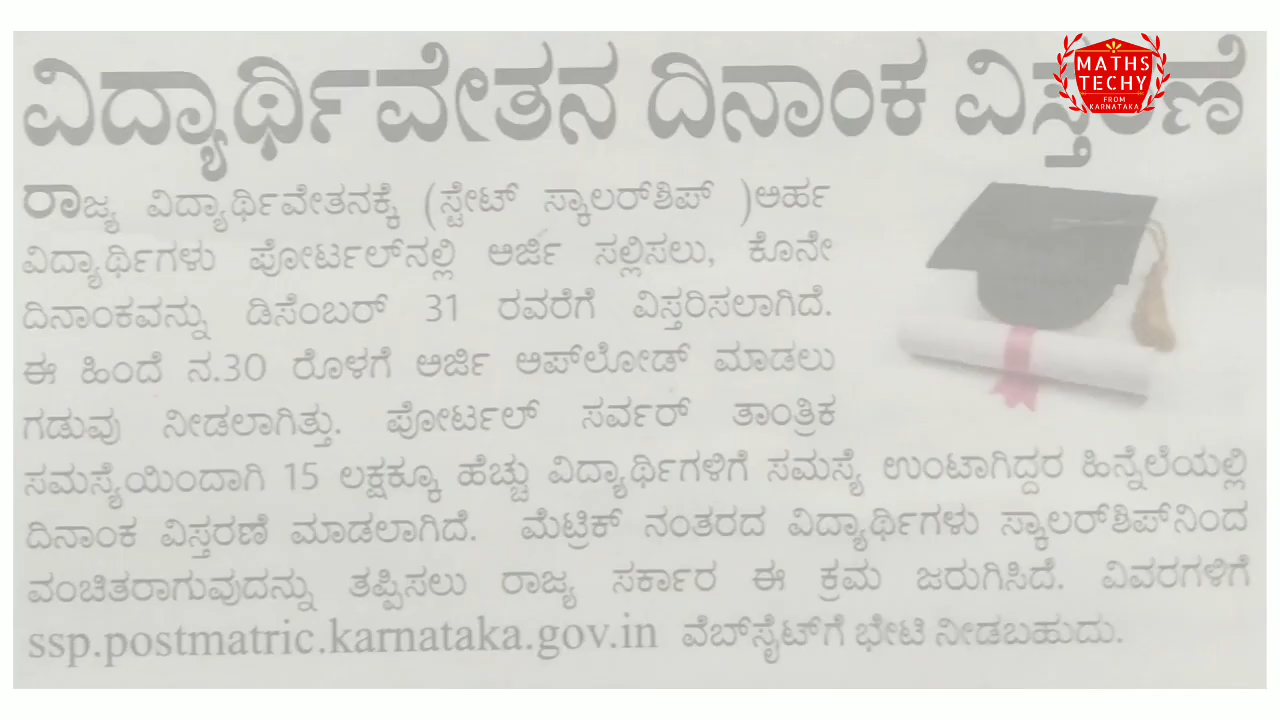 ವಿದ್ಯಾರ್ಥಿವೇತನ ದಿನಾಂಕ ವಿಸ್ತರಣೆ
MATHS
TECHY
FROM
KARNATAKA
ರಾಜ್ಯ ವಿದ್ಯಾರ್ಥಿವೇತನಕ್ಕೆ (ಸ್ಟೇಟ್ ಸ್ಕಾಲರ್‌ಶಿಪ್ )ಅರ್ಹ
ವಿದ್ಯಾರ್ಥಿಗಳು ಪೋರ್ಟಲ್‌ನಲ್ಲಿ ಅರ್ಜಿ ಸಲ್ಲಿಸಲು, ಕೊನೇ
ದಿನಾಂಕವನ್ನು ಡಿಸೆಂಬರ್ 31 ರವರೆಗೆ ವಿಸ್ತರಿಸಲಾಗಿದೆ.
ಈ ಹಿಂದೆ ನ.30 ರೊಳಗೆ ಅರ್ಜಿ ಅಪ್‌ಲೋಡ್ ಮಾಡಲು
ಗಡುವು ನೀಡಲಾಗಿತ್ತು. ಪೋರ್ಟಲ್ ಸರ್ವರ್ ತಾಂತ್ರಿಕ
ಸಮಸ್ಯೆಯಿಂದಾಗಿ 15 ಲಕ್ಷಕ್ಕೂ ಹೆಚ್ಚು ವಿದ್ಯಾರ್ಥಿಗಳಿಗೆ ಸಮಸ್ಯೆ ಉಂಟಾಗಿದ್ದರ ಹಿನ್ನೆಲೆಯಲ್ಲಿ
ದಿನಾಂಕ ವಿಸ್ತರಣೆ ಮಾಡಲಾಗಿದೆ. ಮೆಟ್ರಿಕ್ ನಂತರದ ವಿದ್ಯಾರ್ಥಿಗಳು ಸ್ಕಾಲರ್‌ಶಿಪ್‌ನಿಂದ
ವಂಚಿತರಾಗುವುದನ್ನು ತಪ್ಪಿಸಲು ರಾಜ್ಯ ಸರ್ಕಾರ ಈ ಕ್ರಮ ಜರುಗಿಸಿದೆ. ವಿವರಗಳಿಗೆ
ssp.postmatric.karnataka.gov.in ವೆಬ್‌ಸೈಟ್‌ಗೆ ಭೇಟಿ ನೀಡಬಹುದು.